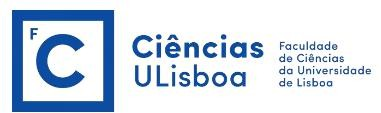 F
C
Ciências
ULisboa
Faculdade
de Ciências
da Universidade
de Lisboa